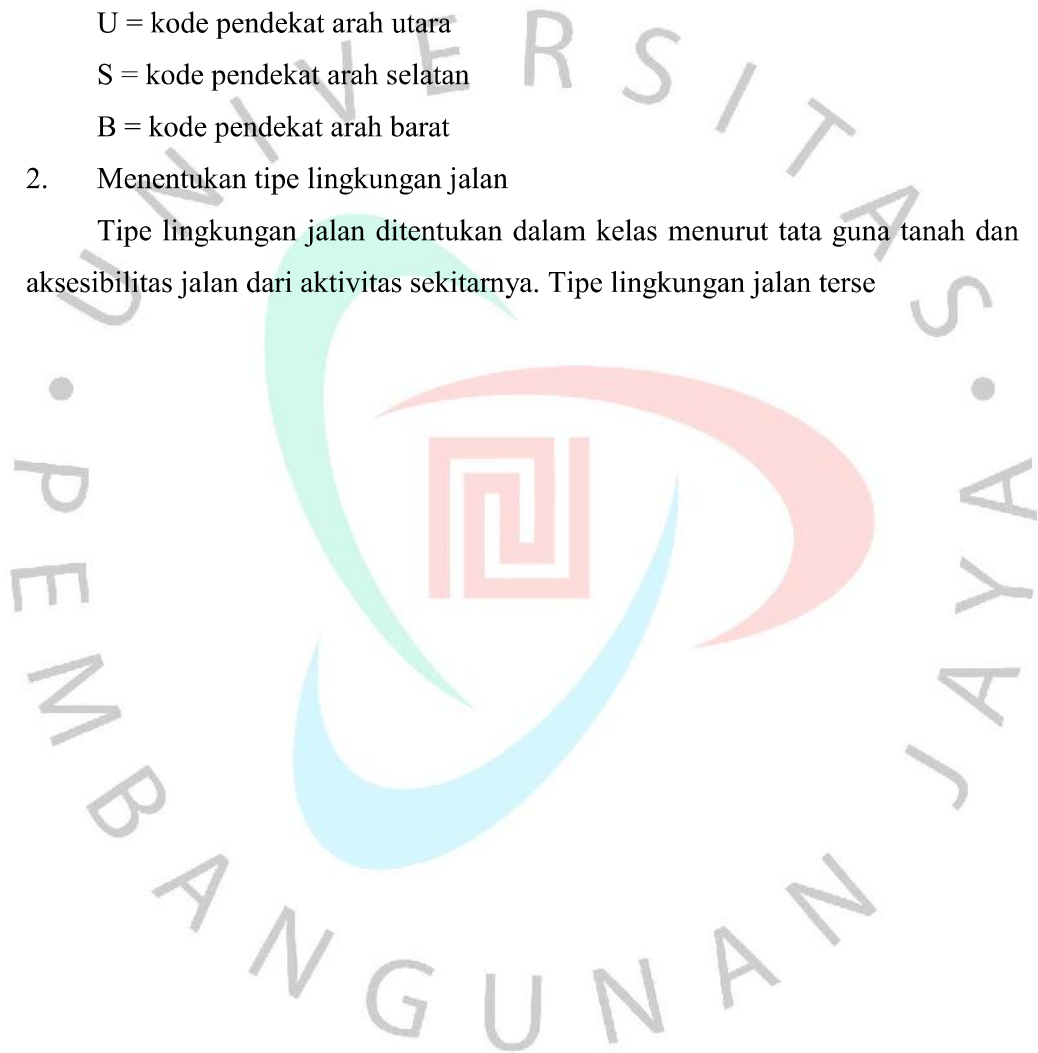 U = kode pendekat arah utara
S = kode pendekat arah selatan
B = kode pendekat arah barat
2. Menentukan tipe lingkungan jalan
Tipe lingkungan jalan ditentukan dalam kelas menurut tata guna tanah dan
aksesibilitas jalan dari aktivitas sekitarnya. Tipe lingkungan jalan terse
UNIVERSITAS • PEMBANGUNAN JAYA •